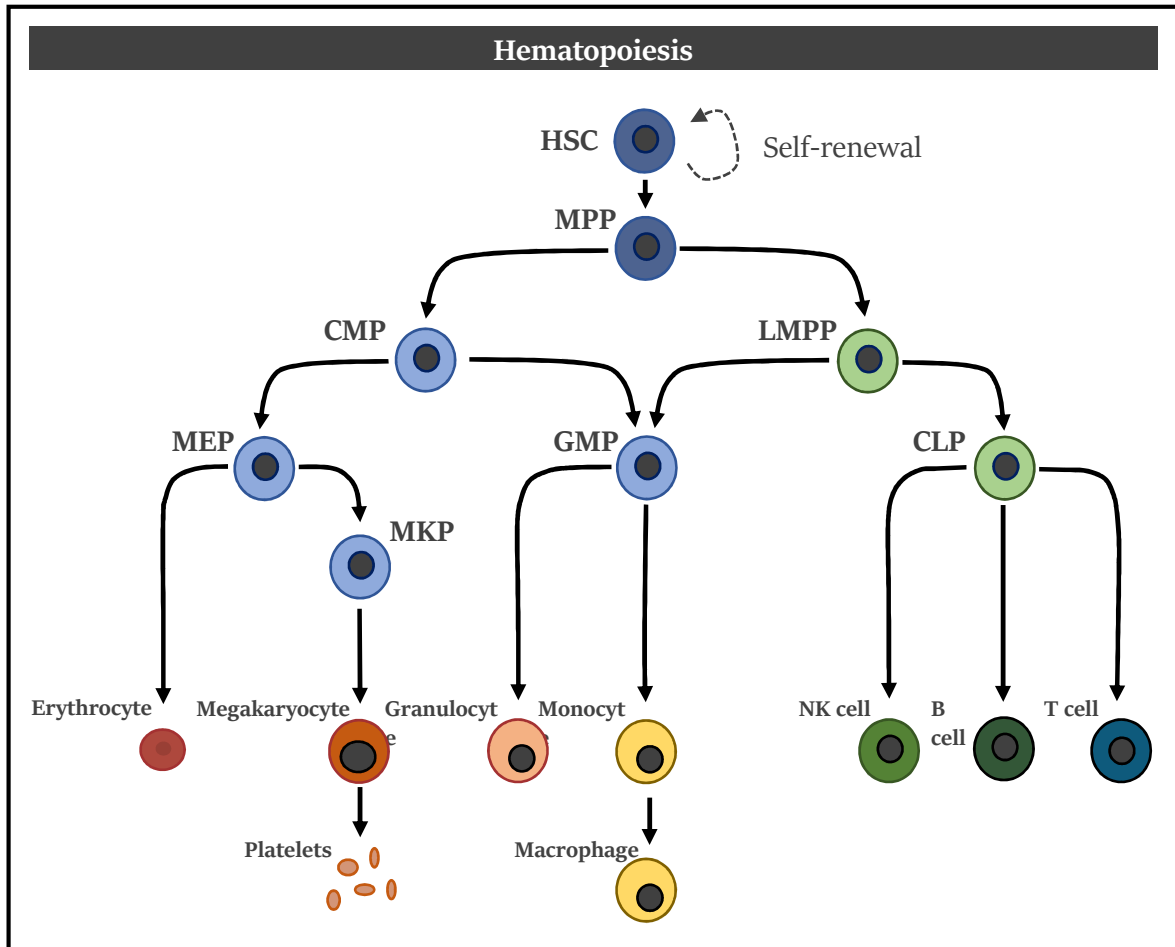 Hematopoiesis
HSC
Self-renewal
MPP
CMP
LMPP
MEP
GMP
CLP
MKP
Erythrocyte
Megakaryocyte
Granulocyt
e
Monocyt
e
NK cell
B
cell
T cell
Platelets
Macrophage